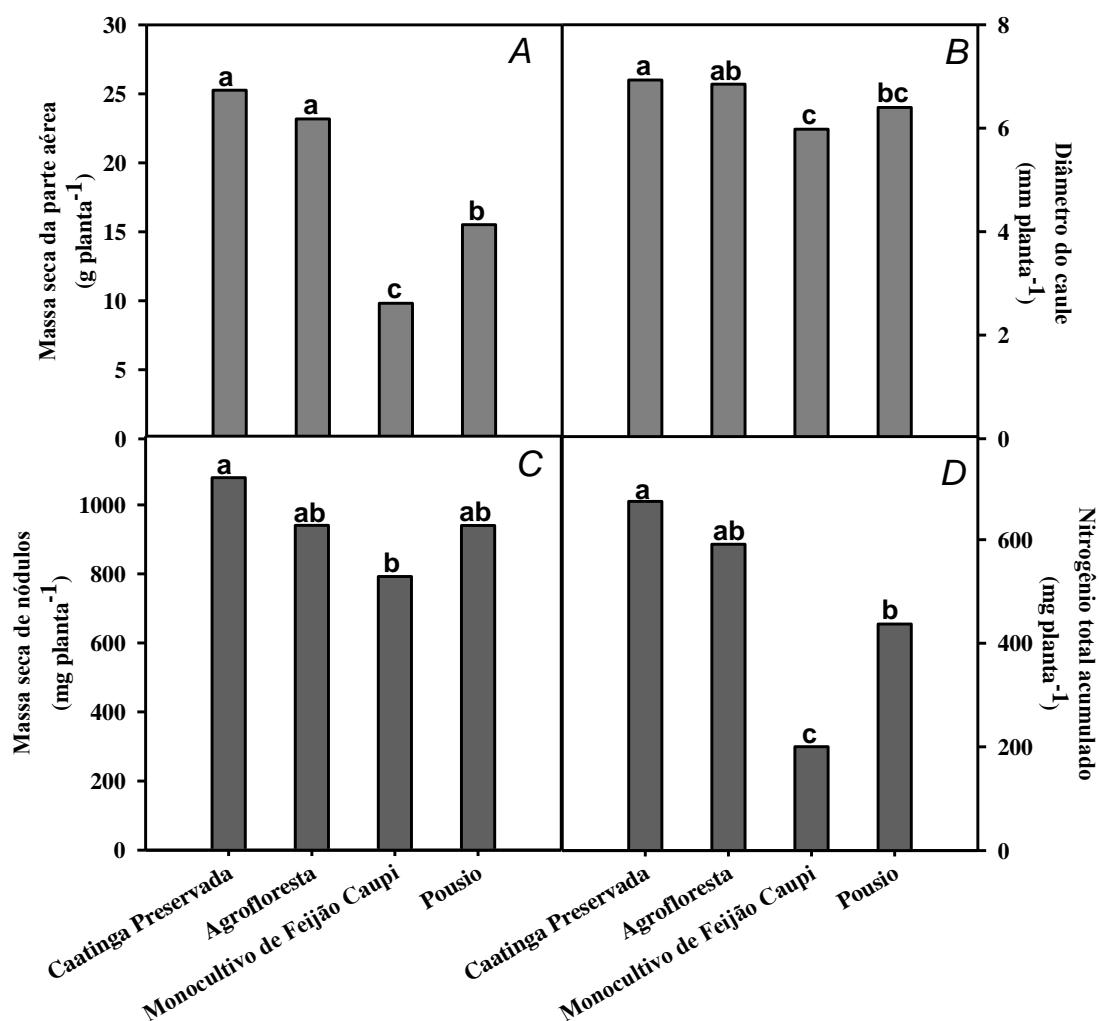 Massa seca da parte aérea
(g planta-1)
30
25
20
15
10
5
0
A
a
a
c
b
B
a
ab
c
bc
8
6
4
2
0
Diâmetro do caule
(mm planta-1)
Massa seca de nódulos
(mg planta-1)
1000
800
600
400
200
0
C
a
ab
b
ab
D
a
ab
c
b
600
400
200
0
Nitrogênio total acumulado
(mg planta-1)
Caatinga Preservada
Agrofloresta
Monocultivo de Feijão Caupi
Pousio
Caatinga Preservada
Agrofloresta
Monocultivo de Feijão Caupi
Pousio